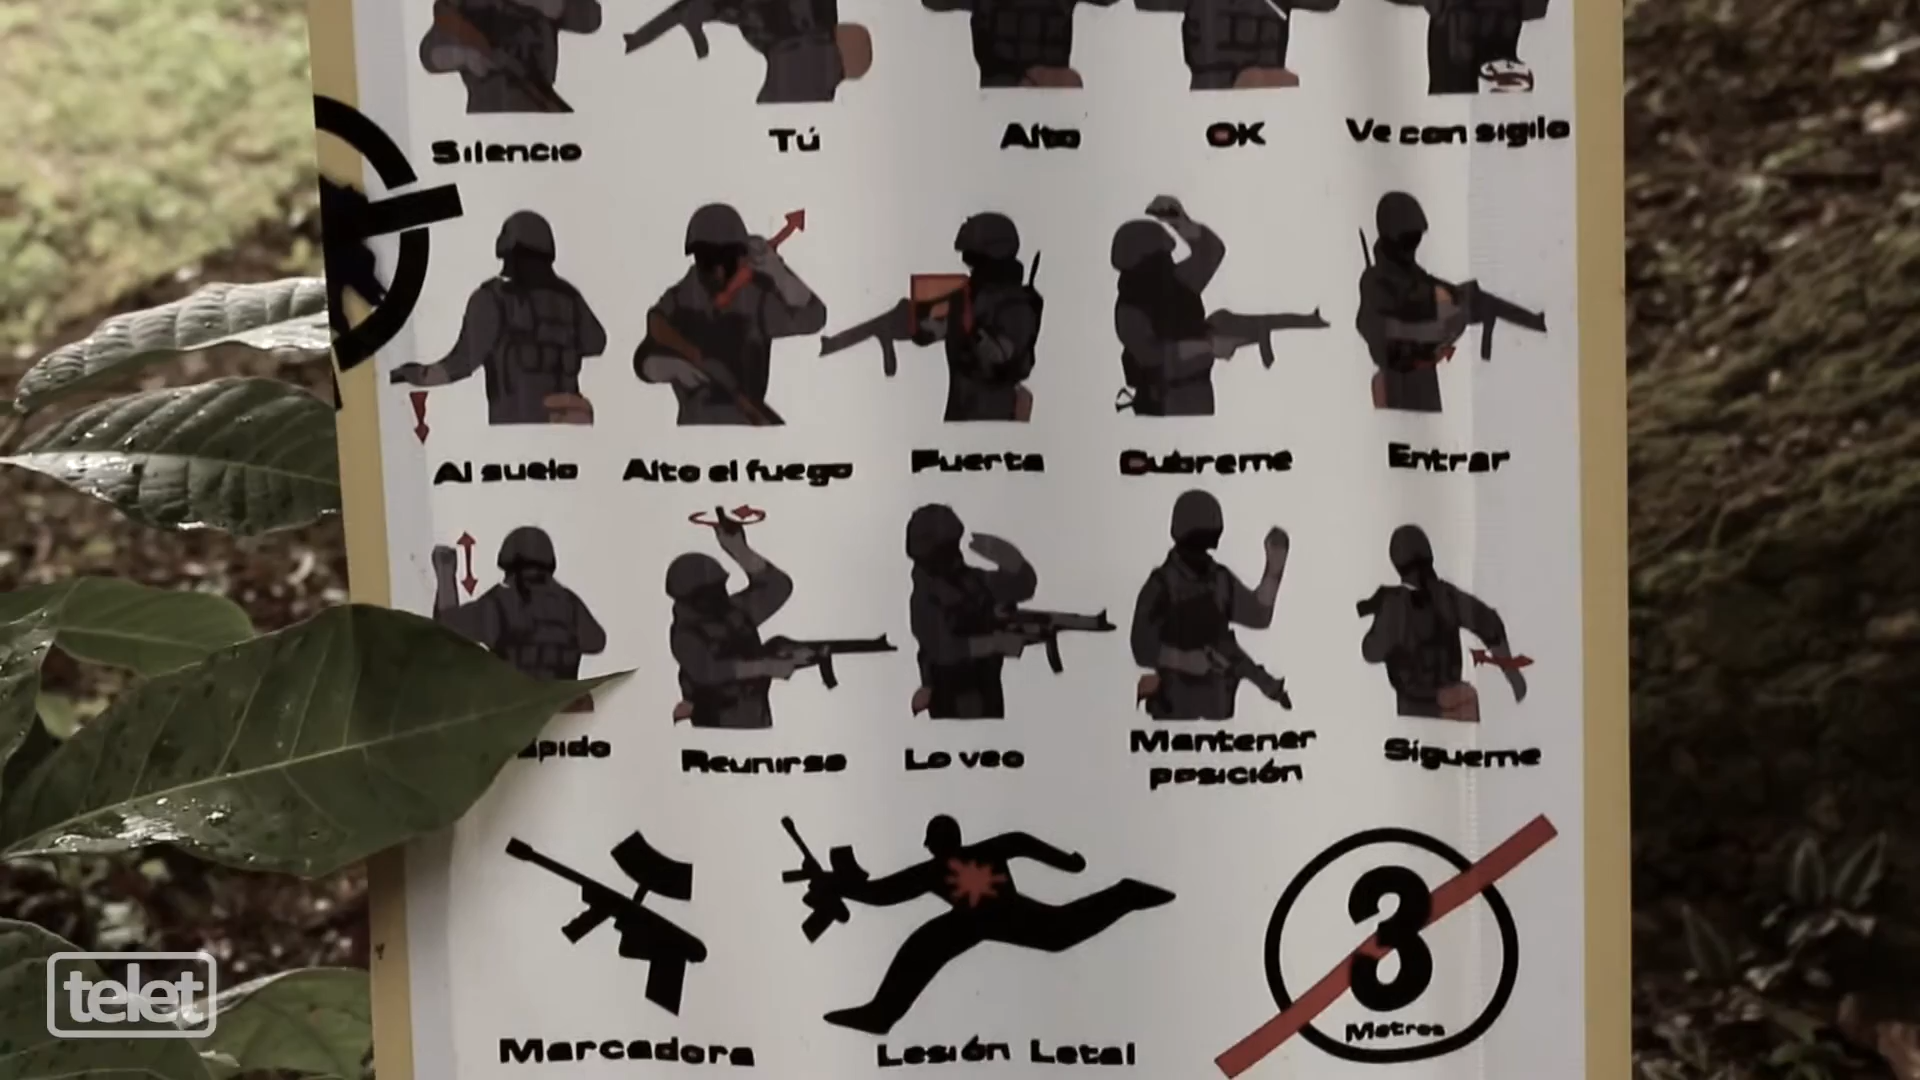 Silencio
Tú
Alto
OK
Ve con sigilo
Al suelo
Alto el fuego
Puerta
Cubreme
Entrar
pido
Reunirse
Lo veo
Mantener
posición
Sígueme
3
Metros
Marcadora
Lesión Letal
telet